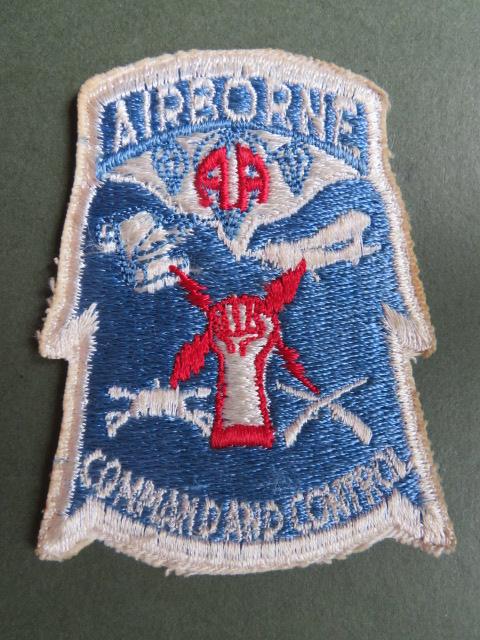 AIRBORNE
AA
COMMAND AND CONTROL